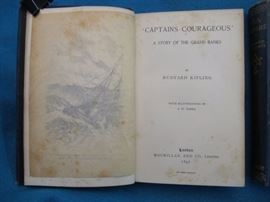 'CAPTAINS COURAGEOUS'
A STORY OF THE GRAND BANKS
BY
RUDYARD KIPLING
WITH ILLUSTRATIONS BY
London
MACMILLAN AND CO., Limited